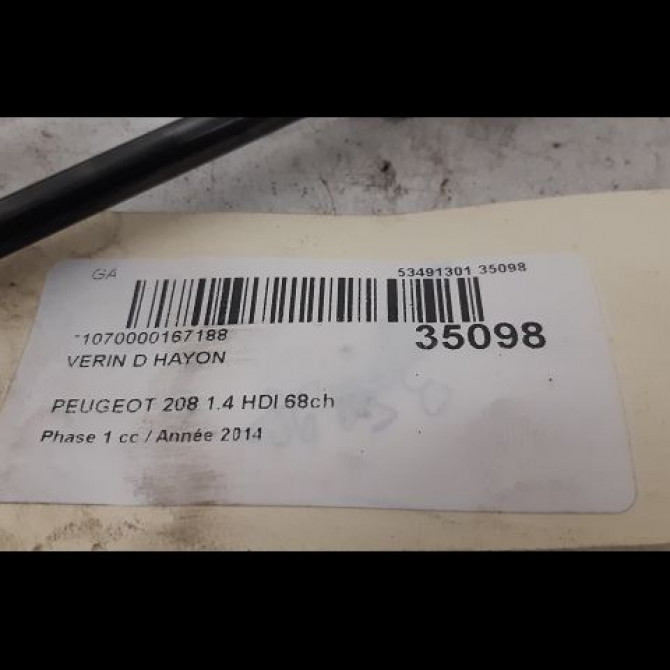 GA
53491301 35098
-1070000167188
35098
VERIN D HAYON
PEUGEOT 208 1.4 HDI 68ch
Phase 1 cc / Année 2014